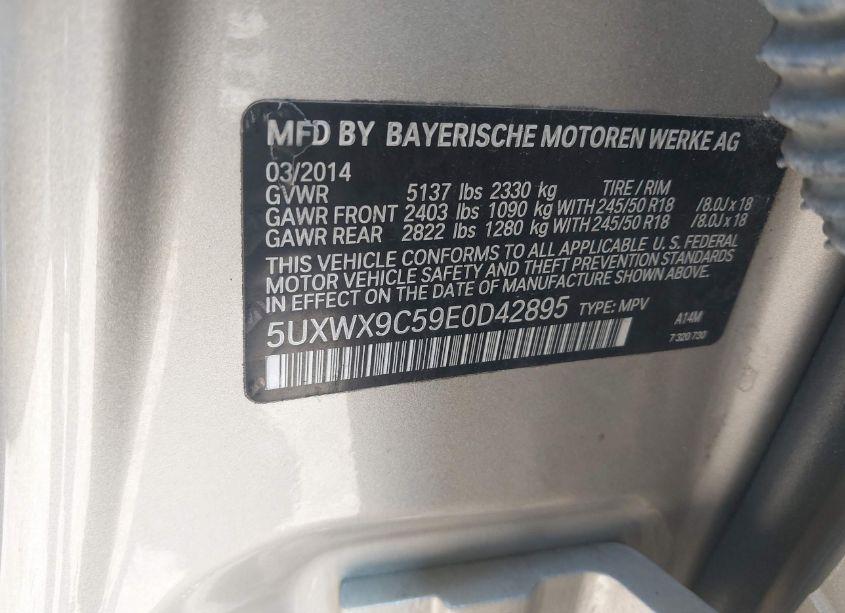 MFD BY BAYERISCHE MOTOREN WERKE AG
03/2014
GVWR 5137 lbs 2330 kg TIRE / RIM
GAWR FRONT 2403 lbs 1090 kg WITH 245/50 R18 /8.0J x 18
GAWR REAR 2822 lbs 1280 kg WITH 245/50 R18 /8.0J x 18
THIS VEHICLE CONFORMS TO ALL APPLICABLE U.S. FEDERAL
MOTOR VEHICLE SAFETY AND THEFT PREVENTION STANDARDS
IN EFFECT ON THE DATE OF MANUFACTURE SHOWN ABOVE.
5UXWX9C59E0D42895 TYPE: MPV A14M
7 320 730